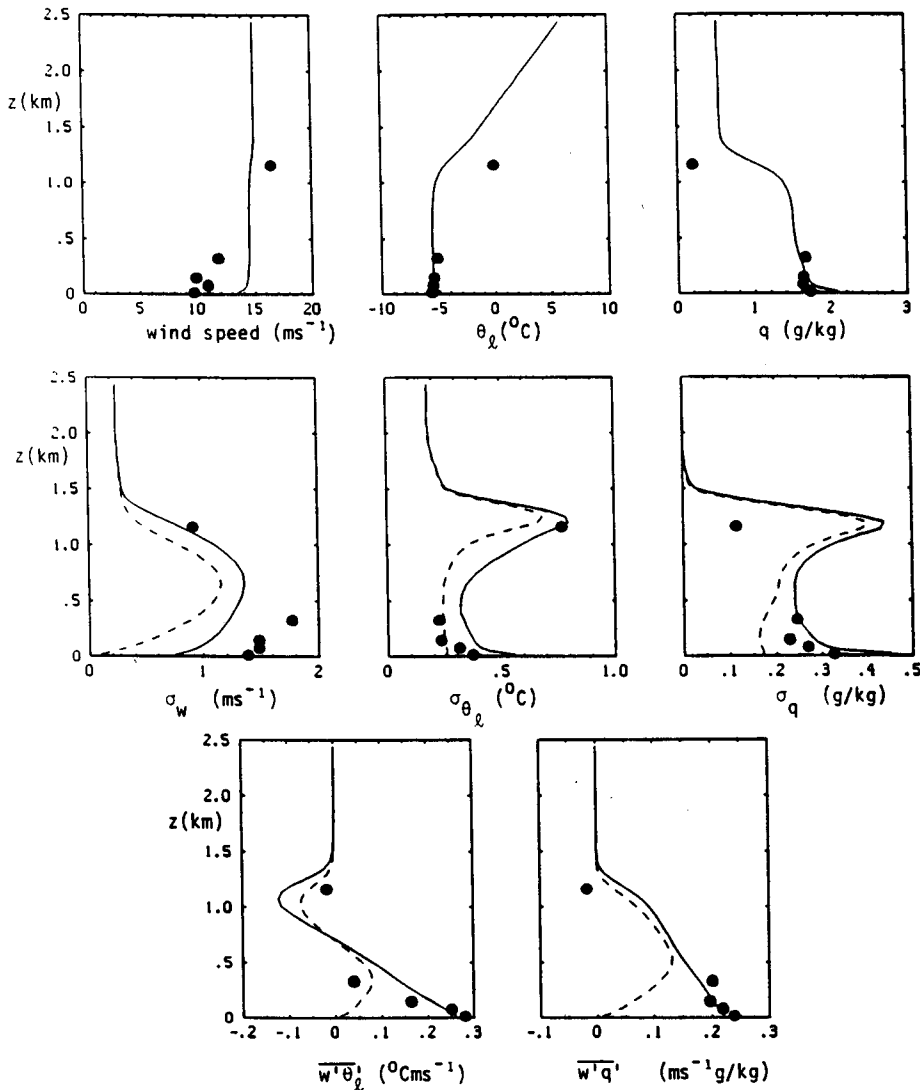 2.5
2.0
z(km)
1.5
1.0
.5
0
0 5 10 15 20
wind speed (ms⁻¹)
-10 -5 0 5 10
θℓ(°C)
0 1 2 3
q (g/kg)
2.5
2.0
z(km)
1.5
1.0
.5
0
0 1 2
σw (ms⁻¹)
0 0.5 1.0
σθℓ (°C)
0 .1 .2 .3 .4 .5
σq (g/kg)
2.5
2.0
z(km)
1.5
1.0
.5
0
-.2 -.1 0 .1 .2 .3
w'θℓ' (°Cms⁻¹)
-.1 0 .1 .2 .3
w'q' (ms⁻¹g/kg)